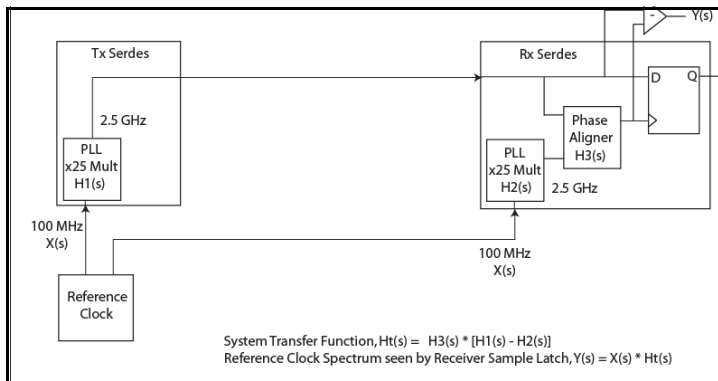 - Y(s)
Tx Serdes
Rx Serdes
D Q
2.5 GHz
Phase
Aligner
H3(s)
PLL
x25 Mult
H1(s)
PLL
x25 Mult
H2(s)
2.5 GHz
100 MHz
X(s)
100 MHz
X(s)
Reference
Clock
System Transfer Function, Ht(s) = H3(s) * [H1(s) - H2(s)]
Reference Clock Spectrum seen by Receiver Sample Latch, Y(s) = X(s) * Ht(s)